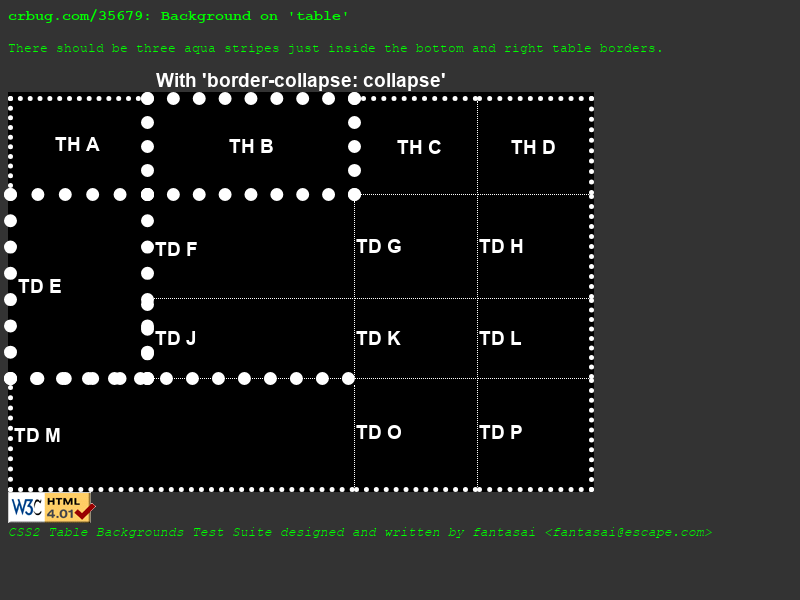 crbug.com/35679: Background on 'table'
There should be three aqua stripes just inside the bottom and right table borders.
With 'border-collapse: collapse'
TH A
TH B
TH C
TH D
TD E
TD F
TD G
TD H
TD J
TD K
TD L
TD M
TD O
TD P
W3C HTML 4.01
CSS2 Table Backgrounds Test Suite designed and written by fantasai <fantasai@escape.com>